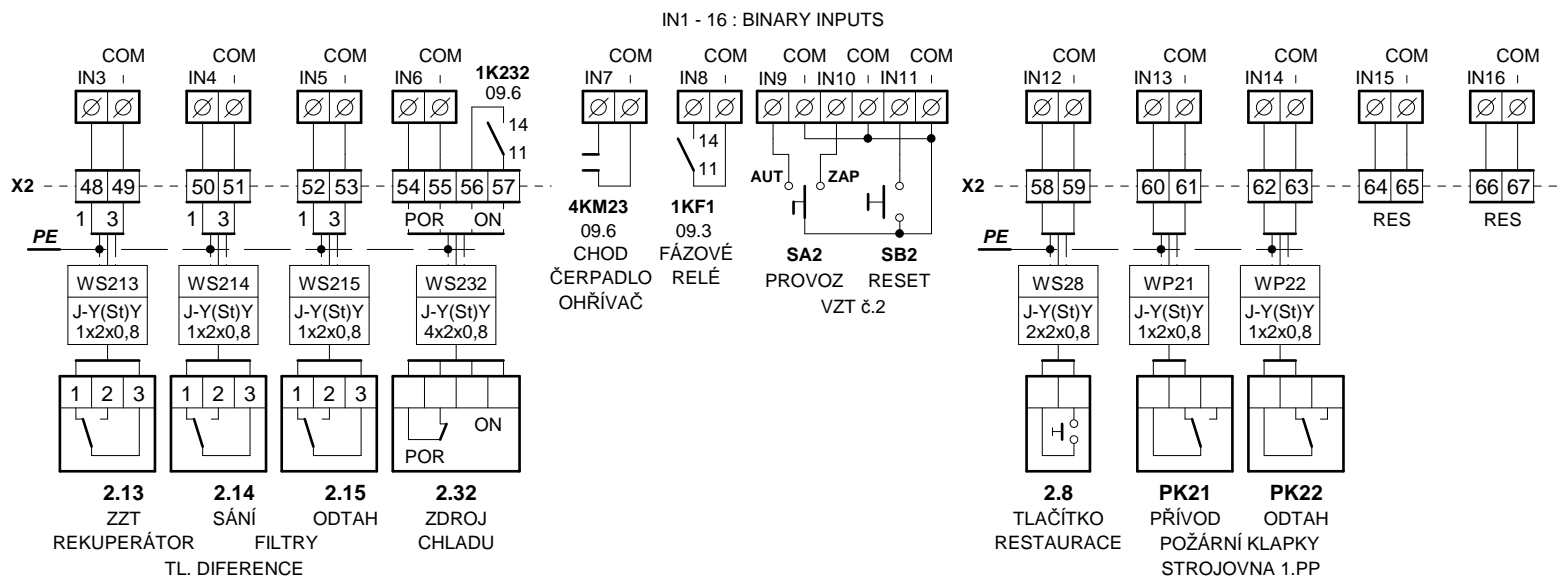 IN1 - 16 : BINARY INPUTS
COM COM COM COM COM COM COM COM COM COM COM COM COM COM
IN3 IN4 IN5 IN6 1K232 IN7 IN8 IN9 IN10 IN11 IN12 IN13 IN14 IN15 IN16
09.6
14
11
14
11
X2 48 49 50 51 52 53 54 55 56 57 AUT ZAP X2 58 59 60 61 62 63 64 65 66 67
1 3 1 3 1 3 POR ON 4KM23 1KF1 RES RES
PE 09.6 09.3 PE
CHOD FÁZOVÉ SA2 SB2
ČERPADLO RELÉ PROVOZ RESET
OHŘÍVAČ VZT č.2
WS213 WS214 WS215 WS232 WS28 WP21 WP22
J-Y(St)Y J-Y(St)Y J-Y(St)Y J-Y(St)Y J-Y(St)Y J-Y(St)Y J-Y(St)Y
1x2x0,8 1x2x0,8 1x2x0,8 4x2x0,8 2x2x0,8 1x2x0,8 1x2x0,8
1 2 3 1 2 3 1 2 3
ON
POR
2.13 2.14 2.15 2.32 2.8 PK21 PK22
ZZT SÁNÍ ODTAH ZDROJ TLAČÍTKO PŘÍVOD ODTAH
REKUPERÁTOR FILTRY CHLADU RESTAURACE POŽÁRNÍ KLAPKY
TL. DIFERENCE STROJOVNA 1.PP